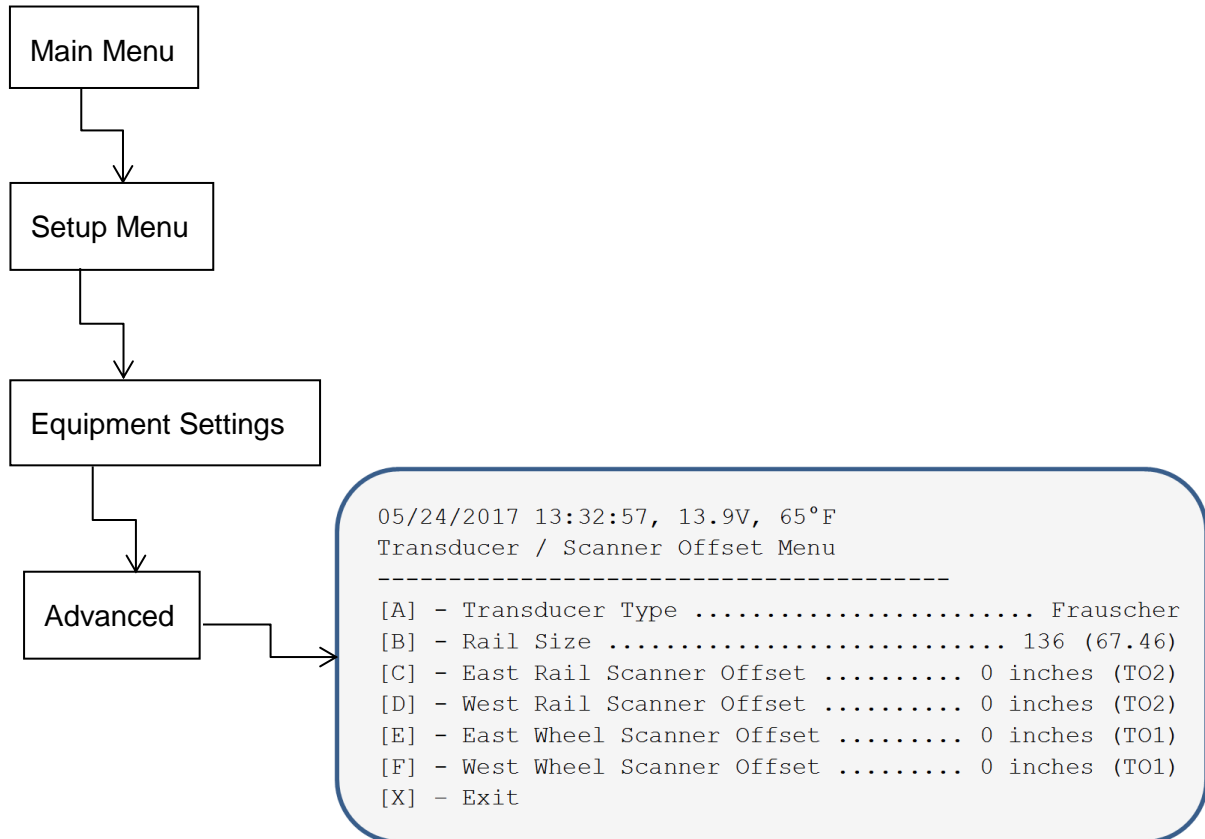 Main Menu
Setup Menu
Equipment Settings
Advanced
05/24/2017 13:32:57, 13.9V, 65°F
Transducer / Scanner Offset Menu
----------------------------------------
[A] - Transducer Type ........................ Frauscher
[B] - Rail Size ............................ 136 (67.46)
[C] - East Rail Scanner Offset .......... 0 inches (TO2)
[D] - West Rail Scanner Offset .......... 0 inches (TO2)
[E] - East Wheel Scanner Offset ......... 0 inches (TO1)
[F] - West Wheel Scanner Offset ......... 0 inches (TO1)
[X] – Exit